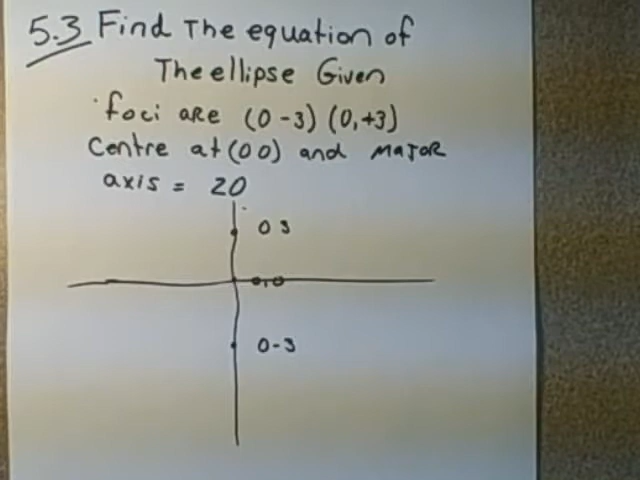 5.3 Find The equation of
The ellipse Given
foci are (0 -3) (0,+3)
Centre at (0 0) and major
axis = 20
0 3
0,0
0-3